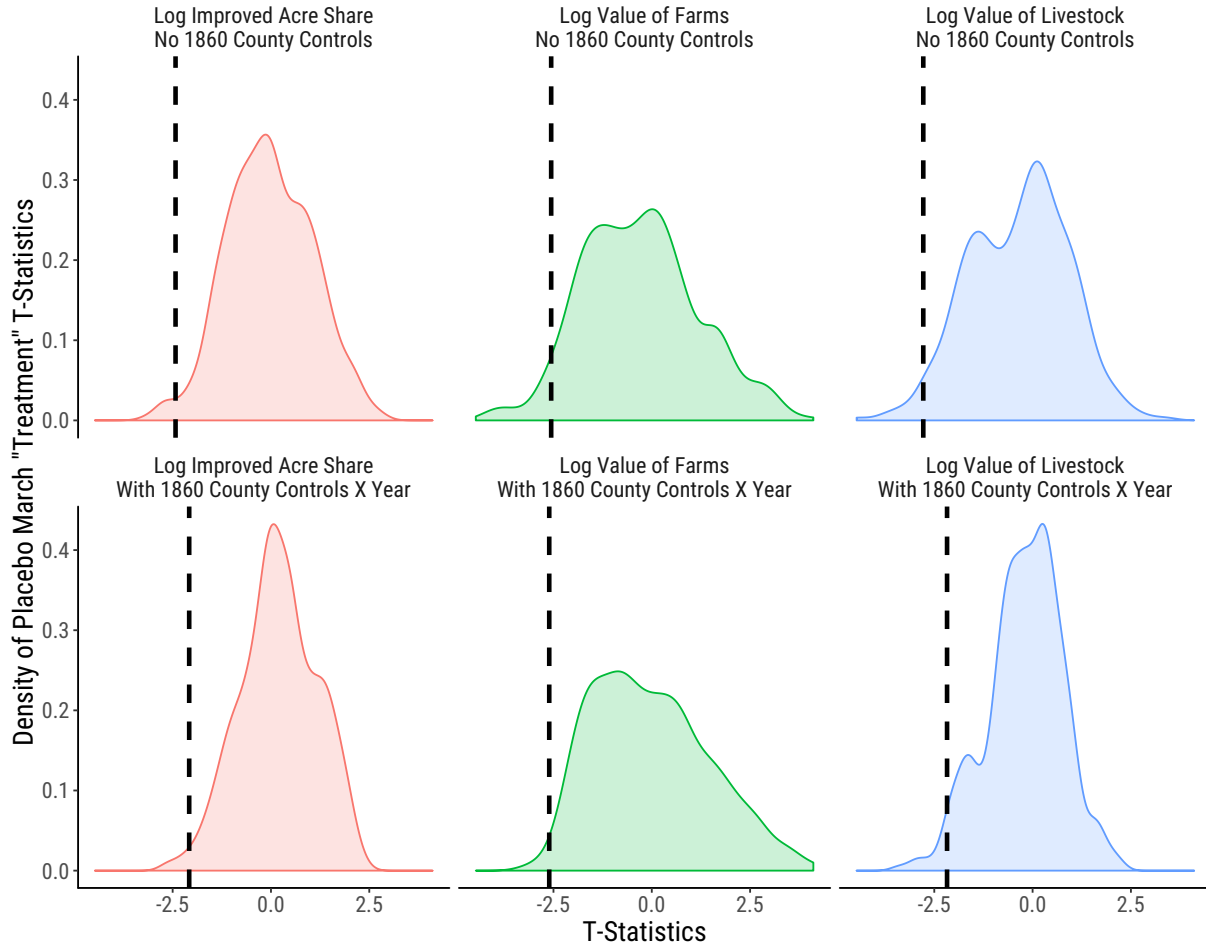 Log Improved Acre Share
No 1860 County Controls
Log Value of Farms
No 1860 County Controls
Log Value of Livestock
No 1860 County Controls
Density of Placebo March "Treatment" T-Statistics
0.4
0.3
0.2
0.1
0.0
Log Improved Acre Share
With 1860 County Controls X Year
Log Value of Farms
With 1860 County Controls X Year
Log Value of Livestock
With 1860 County Controls X Year
0.4
0.3
0.2
0.1
0.0
-2.5 0.0 2.5
-2.5 0.0 2.5
-2.5 0.0 2.5
T-Statistics